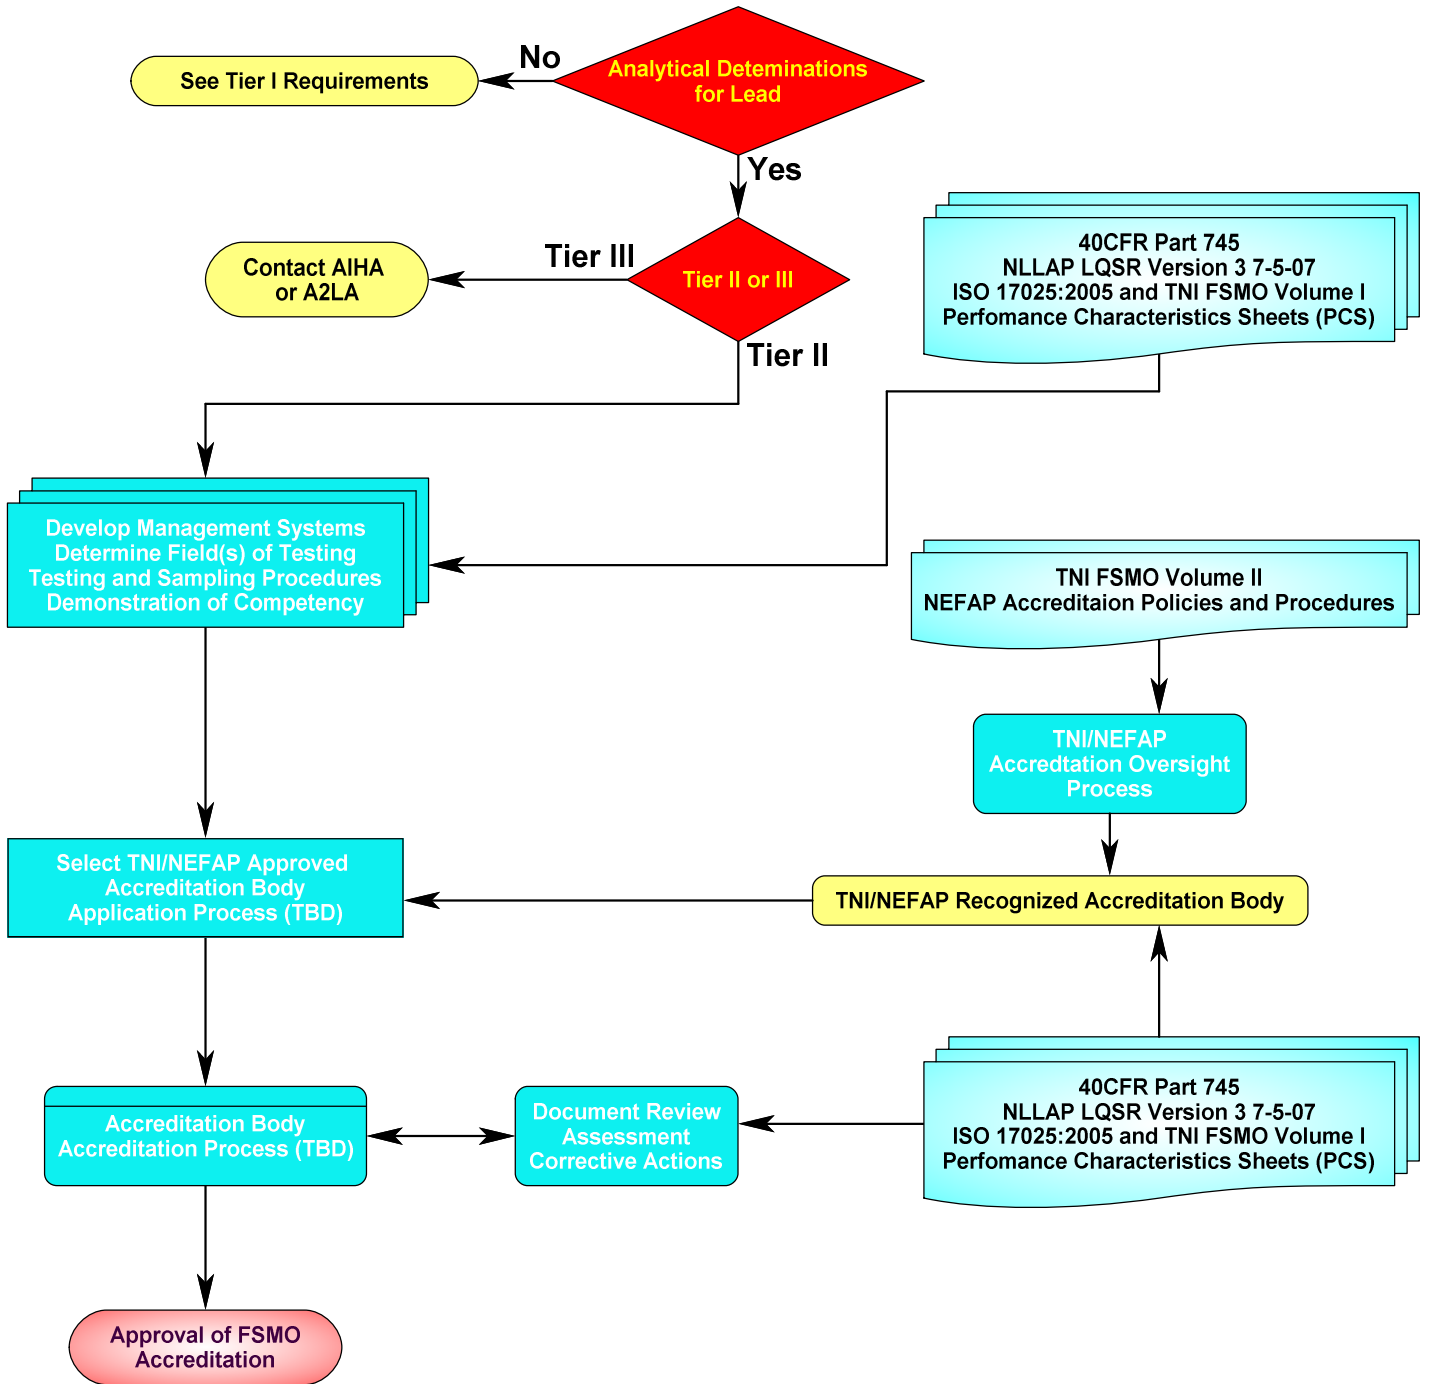 No
Analytical Deteminations
for Lead
See Tier I Requirements
Yes
Tier III
Contact AIHA
or A2LA
Tier II or III
40CFR Part 745
NLLAP LQSR Version 3 7-5-07
ISO 17025:2005 and TNI FSMO Volume I
Perfomance Characteristics Sheets (PCS)
Tier II
Develop Management Systems
Determine Field(s) of Testing
Testing and Sampling Procedures
Demonstration of Competency
TNI FSMO Volume II
NEFAP Accreditaion Policies and Procedures
TNI/NEFAP
Accredtation Oversight
Process
Select TNI/NEFAP Approved
Accreditation Body
Application Process (TBD)
TNI/NEFAP Recognized Accreditation Body
Accreditation Body
Accreditation Process (TBD)
Document Review
Assessment
Corrective Actions
40CFR Part 745
NLLAP LQSR Version 3 7-5-07
ISO 17025:2005 and TNI FSMO Volume I
Perfomance Characteristics Sheets (PCS)
Approval of FSMO
Accreditation